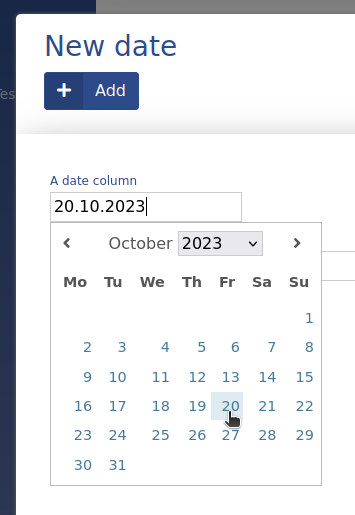 New date
+ Add
Tes
A date column
20.10.2023
October 2023
Mo Tu We Th Fr Sa Su
1
2 3 4 5 6 7 8
9 10 11 12 13 14 15
16 17 18 19 20 21 22
23 24 25 26 27 28 29
30 31